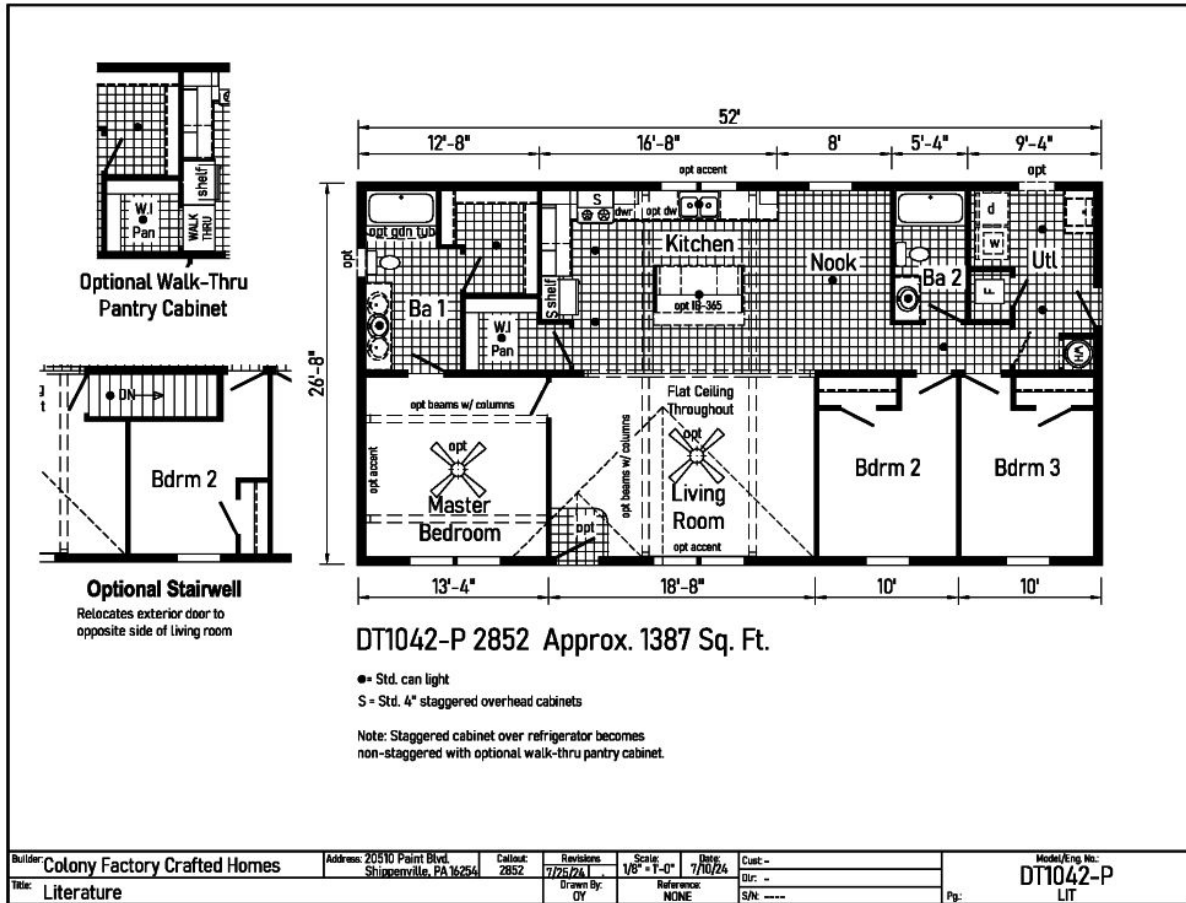 52'
12'-8"
16'-8"
8'
5'-4"
9'-4"
opt accent
opt
26'-8"
W.I
Pan
shelf
WALK
THRU
Optional Walk-Thru
Pantry Cabinet
opt
opt gdn tub
Ba 1
W.I
Pan
S shelf
S
dwr
opt dw
Kitchen
opt IB-365
Nook
Ba 2
d
w
F
Utl
WH
opt beams w/ columns
opt accent
opt
Master
Bedroom
opt
opt beams w/ columns
Flat Ceiling
Throughout
opt
Living
Room
opt accent
Bdrm 2
Bdrm 3
DN
Bdrm 2
Optional Stairwell
Relocates exterior door to
opposite side of living room
13'-4"
18'-8"
10'
10'
DT1042-P 2852 Approx. 1387 Sq. Ft.
●= Std. can light
S = Std. 4" staggered overhead cabinets
Note: Staggered cabinet over refrigerator becomes
non-staggered with optional walk-thru pantry cabinet.
Builder: Colony Factory Crafted Homes
Address: 20510 Paint Blvd.
Shippenville, PA 16254
Callout:
2852
Revisions
7/25/24
Scale:
1/8" = 1'-0"
Date:
7/10/24
Cust: -
Dlr: -
S/N: ----
Model/Eng. No.:
DT1042-P
Pg.: LIT
Title: Literature
Drawn By:
OY
Reference:
NONE